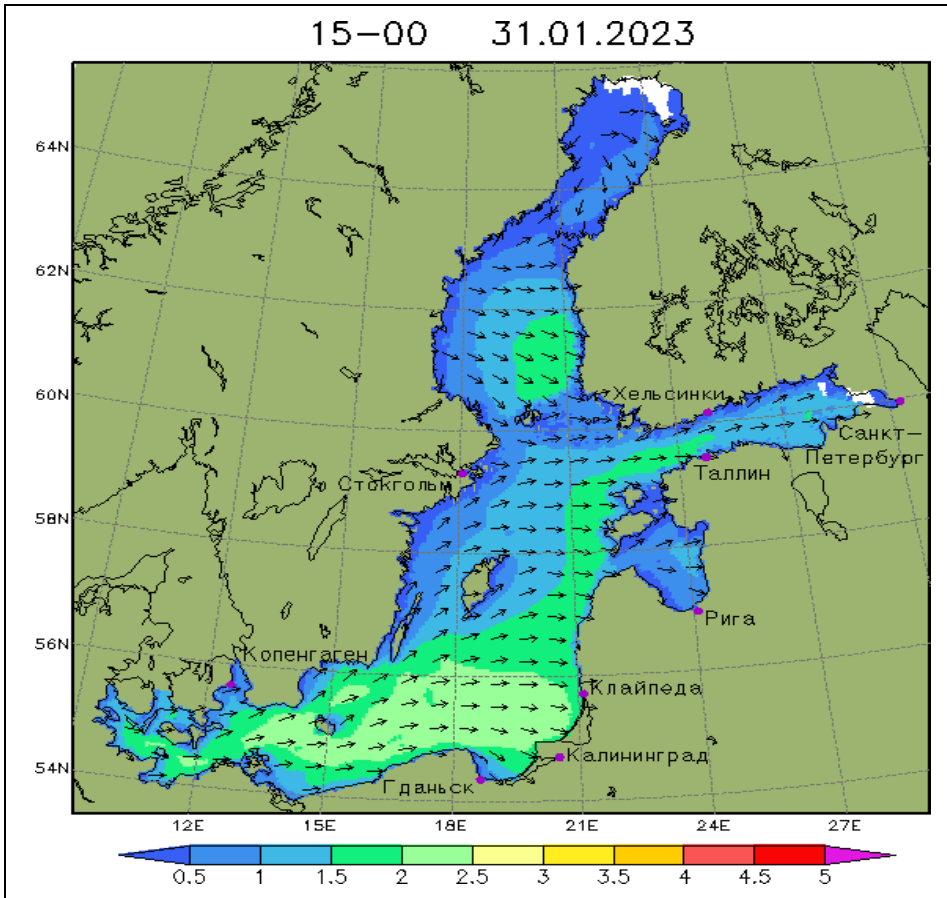 15-00 31.01.2023
64N
62N
60N
Хельсинки
Санкт-
Петербург
Таллин
Стокгольм
58N
Рига
56N
Копенгаген
Клайпеда
Калининград
54N
Гданьск
12E 15E 18E 21E 24E 27E
0.5 1 1.5 2 2.5 3 3.5 4 4.5 5